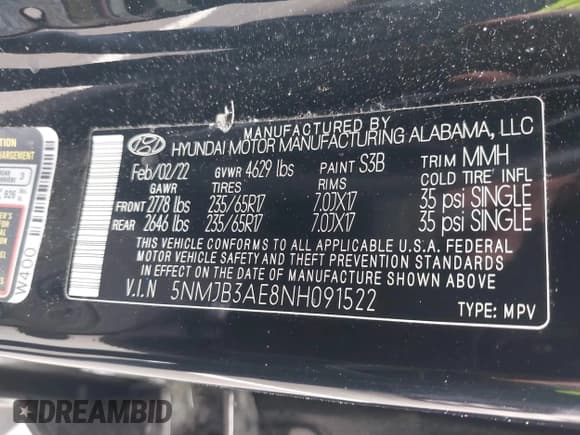 MANUFACTURED BY
HYUNDAI MOTOR MANUFACTURING ALABAMA, LLC
Feb/02/22 GVWR 4629 lbs PAINT S3B TRIM MMH
GAWR TIRES RIMS COLD TIRE' INFL
FRONT 2778 lbs 235/65R17 7.0JX17 35 psi SINGLE
REAR 2646 lbs 235/65R17 7.0JX17 35 psi SINGLE
THIS VEHICLE CONFORMS TO ALL APPLICABLE U.S.A. FEDERAL
MOTOR VEHICLE SAFETY AND THEFT PREVENTION STANDARDS
IN EFFECT ON THE DATE OF MANUFACTURE SHOWN ABOVE
V.I.N 5NMJB3AE8NH091522
TYPE: MPV
W400
DREAMBID